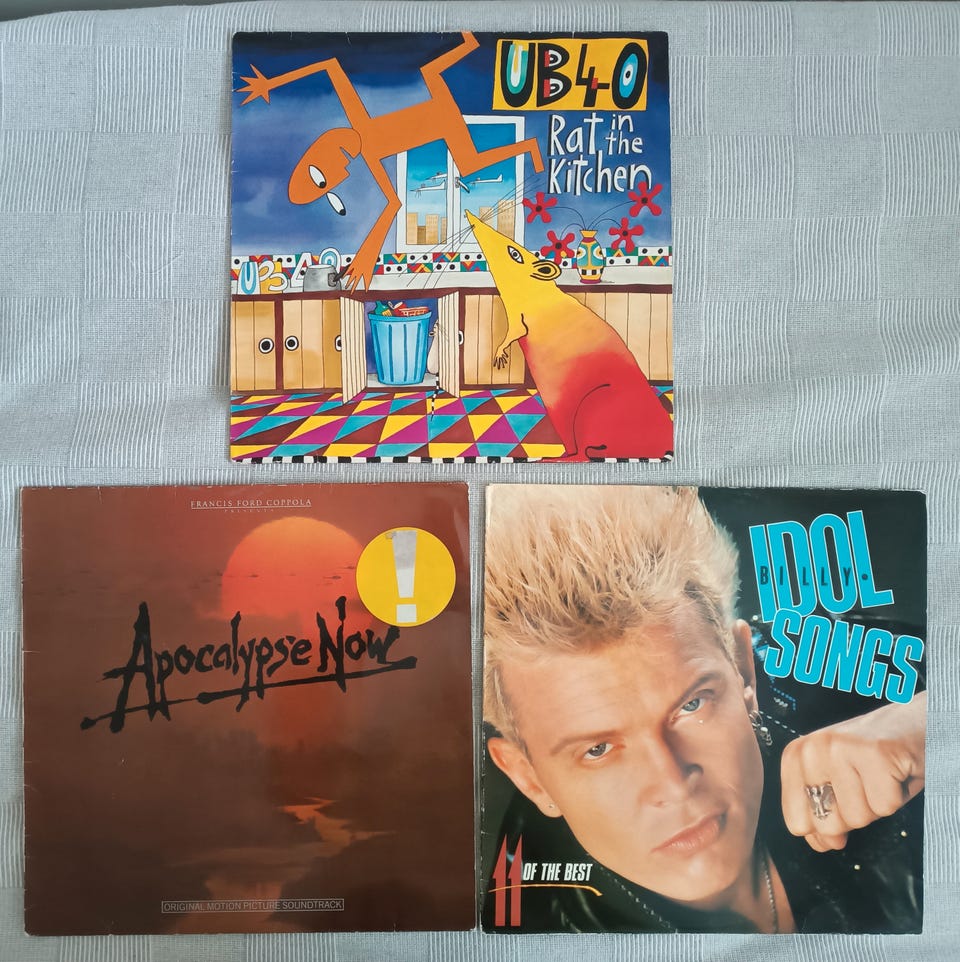 UB40
Rat in
the
Kitchen
UB40
FRANCIS FORD COPPOLA
PRESENTS
!
Apocalypse Now
ORIGINAL MOTION PICTURE SOUNDTRACK
BILLY
IDOL
SONGS
11 OF THE BEST